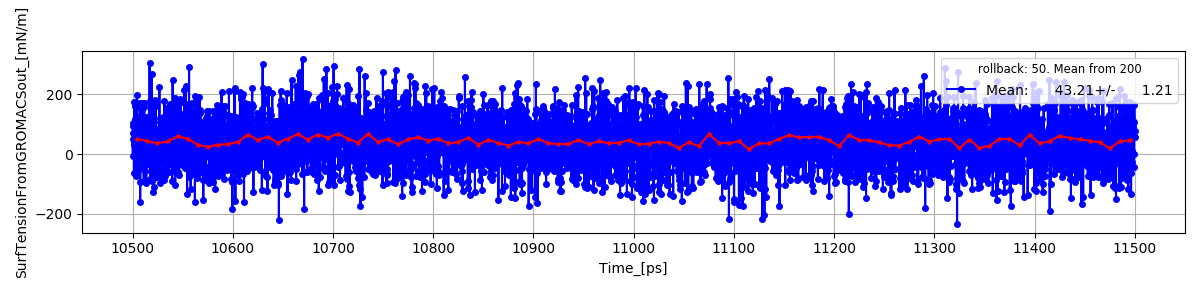 SurfTensionFromGROMACSout_[mN/m]
200
0
−200
rollback: 50. Mean from 200
Mean: 43.21+/- 1.21
10500 10600 10700 10800 10900 11000 11100 11200 11300 11400 11500
Time_[ps]